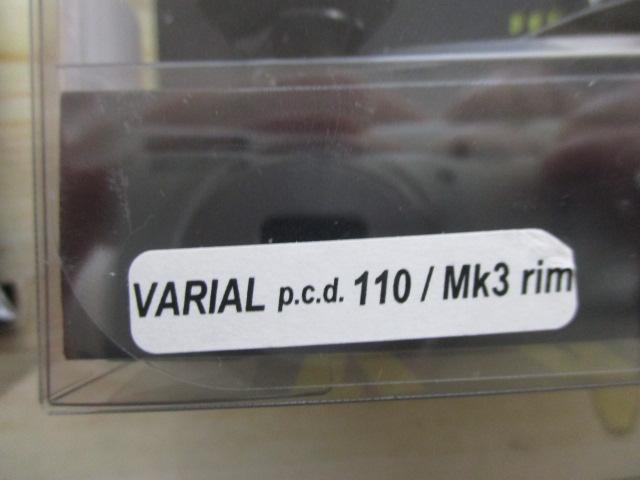 VARIAL p.c.d. 110 / Mk3 rim